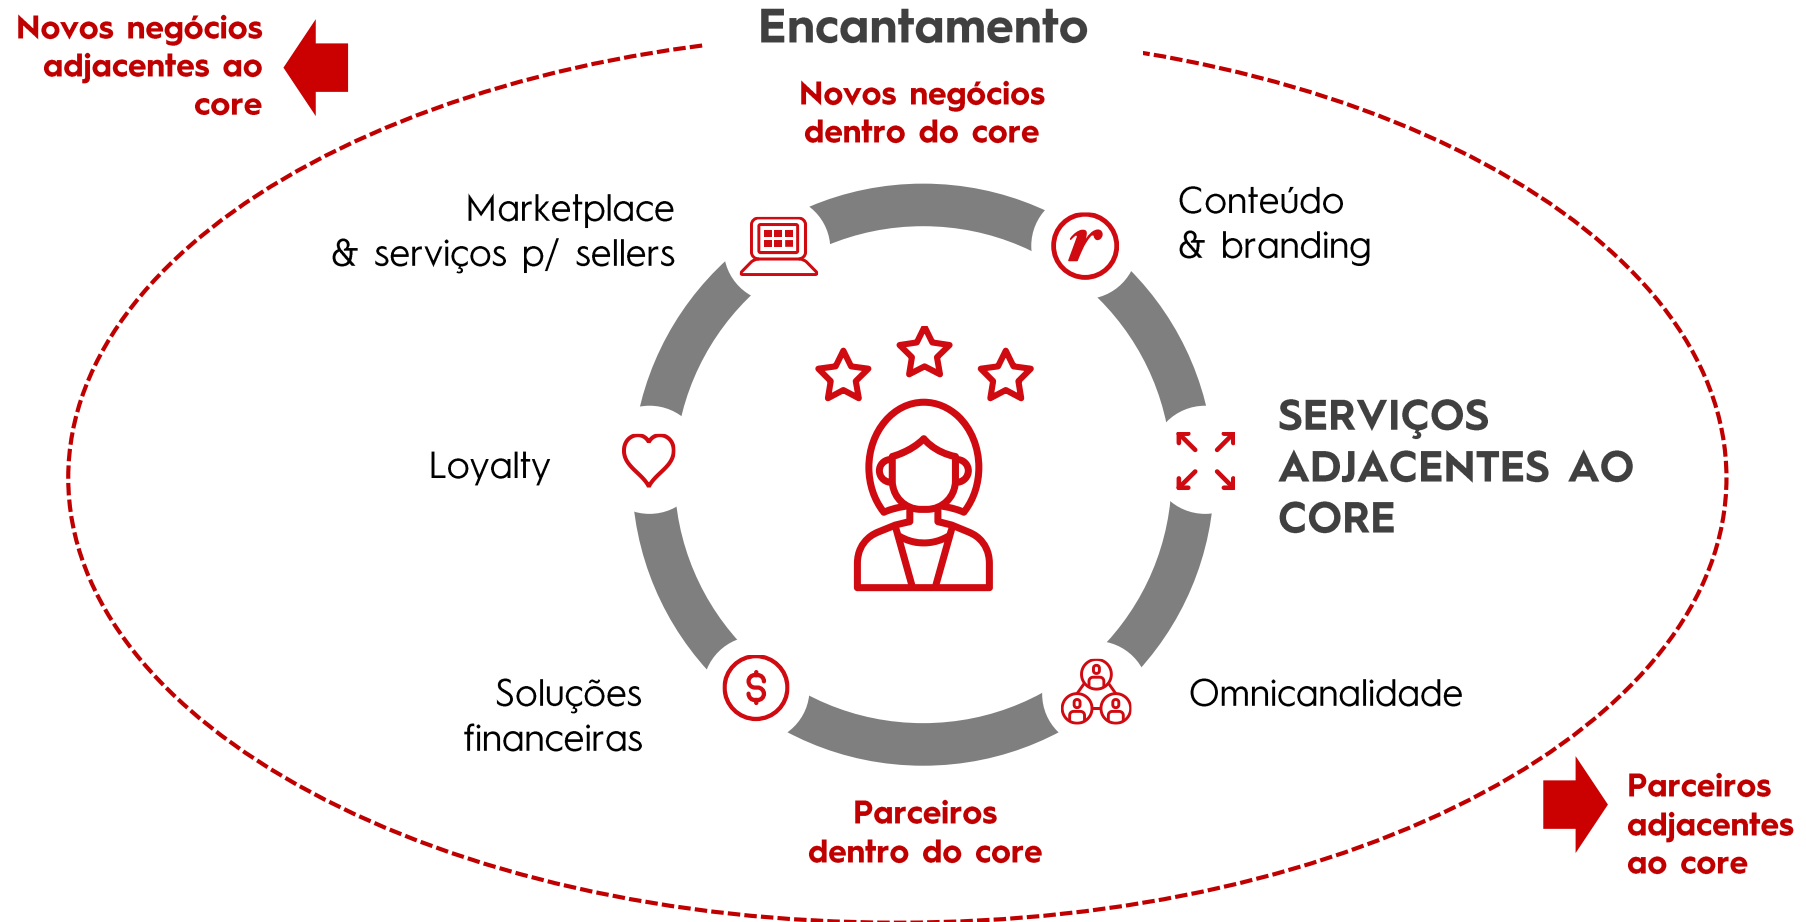 Novos negócios
adjacentes ao
core
Encantamento
Novos negócios
dentro do core
Marketplace
& serviços p/ sellers
Conteúdo
& branding
r
Loyalty
SERVIÇOS
ADJACENTES AO
CORE
Soluções
financeiras
$
Omnicanalidade
Parceiros
dentro do core
Parceiros
adjacentes
ao core